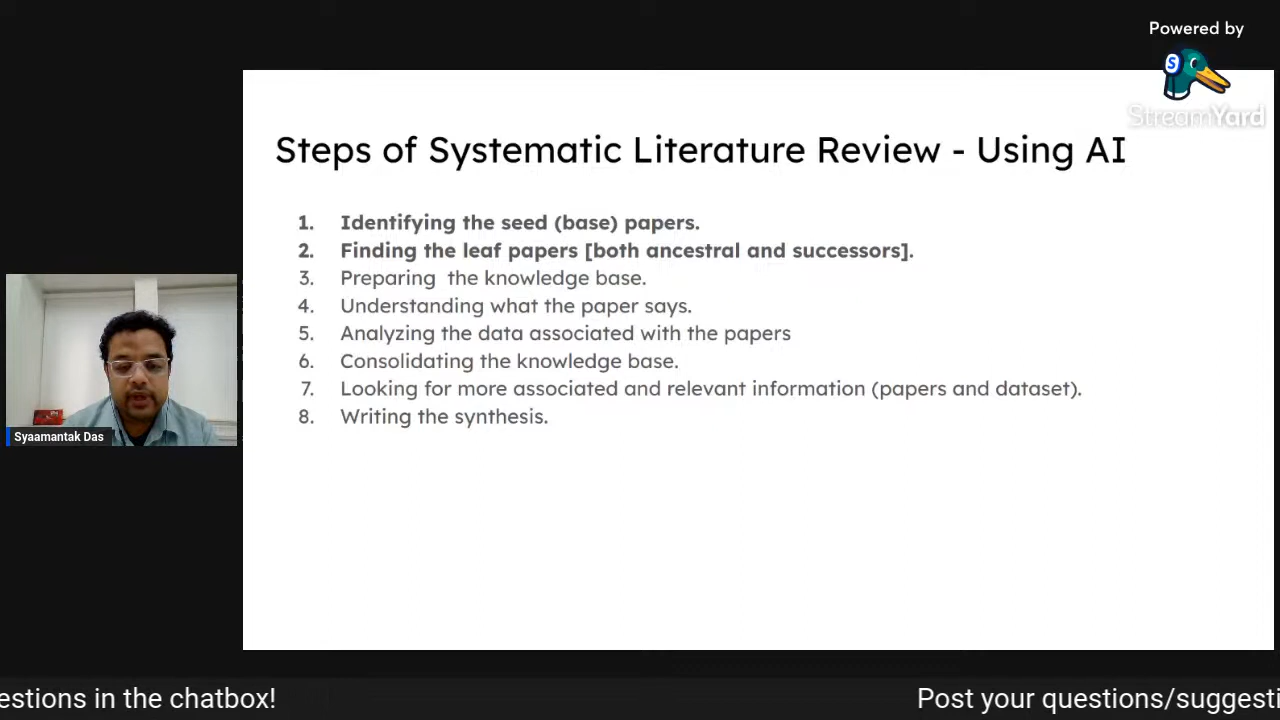 Powered by
S
StreamYard
Steps of Systematic Literature Review - Using AI
1. Identifying the seed (base) papers.
2. Finding the leaf papers [both ancestral and successors].
3. Preparing the knowledge base.
4. Understanding what the paper says.
5. Analyzing the data associated with the papers
6. Consolidating the knowledge base.
7. Looking for more associated and relevant information (papers and dataset).
8. Writing the synthesis.
Syaamantak Das
estions in the chatbox! Post your questions/suggesti